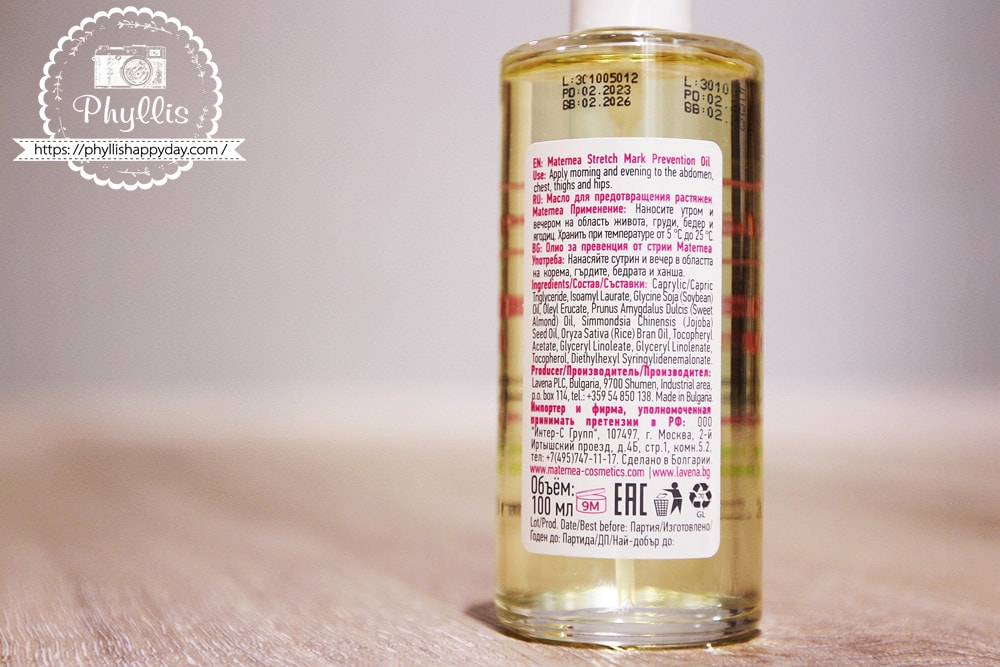 Phyllis
https://phyllishappyday.com/
L:301005012
PD:02.2023
BB:02.2026
L:3010
PD:02.
BB:02.
EN: Maternea Stretch Mark Prevention Oil
Use: Apply morning and evening to the abdomen,
chest, thighs and hips.
RU: Масло для предотвращения растяжек
Maternea Применение: Наносите утром и
вечером на область живота, груди, бедер и
ягодиц. Хранить при температуре от 5 °C до 25 °C.
BG: Олио за превенция от стрии Maternea
Употреба: Нанасяйте сутрин и вечер в областта
на корема, гърдите, бедрата и ханша.
Ingredients/Состав/Съставки: Caprylic/Capric
Triglyceride, Isoamyl Laurate, Glycine Soja (Soybean)
Oil, Oleyl Erucate, Prunus Amygdalus Dulcis (Sweet
Almond) Oil, Simmondsia Chinensis (Jojoba)
Seed Oil, Oryza Sativa (Rice) Bran Oil, Tocopheryl
Acetate, Glyceryl Linoleate, Glyceryl Linolenate,
Tocopherol, Diethylhexyl Syringylidenemalonate.
Producer/Производитель/Производител:
Lavena PLC, Bulgaria, 9700 Shumen, Industrial area,
p.o. box 114, tel.: +359 54 850 138. Made in Bulgaria
Импортер и фирма, уполномоченная
принимать претензии в РФ: ООО
"Интер-С Групп", 107497, г. Москва, 2-й
Иртышский проезд, д.4Б, стр.1, комн.5.2,
тел: +7(495)747-11-17. Сделано в Болгарии.
www.maternea-cosmetics.com | www.lavena.bg
Объём:
100 мл
9M
EAC
70
GL
Lot/Prod. Date/Best before: Партия/Изготовлено/
Годен до: Партида/ДП/Най-добър до: